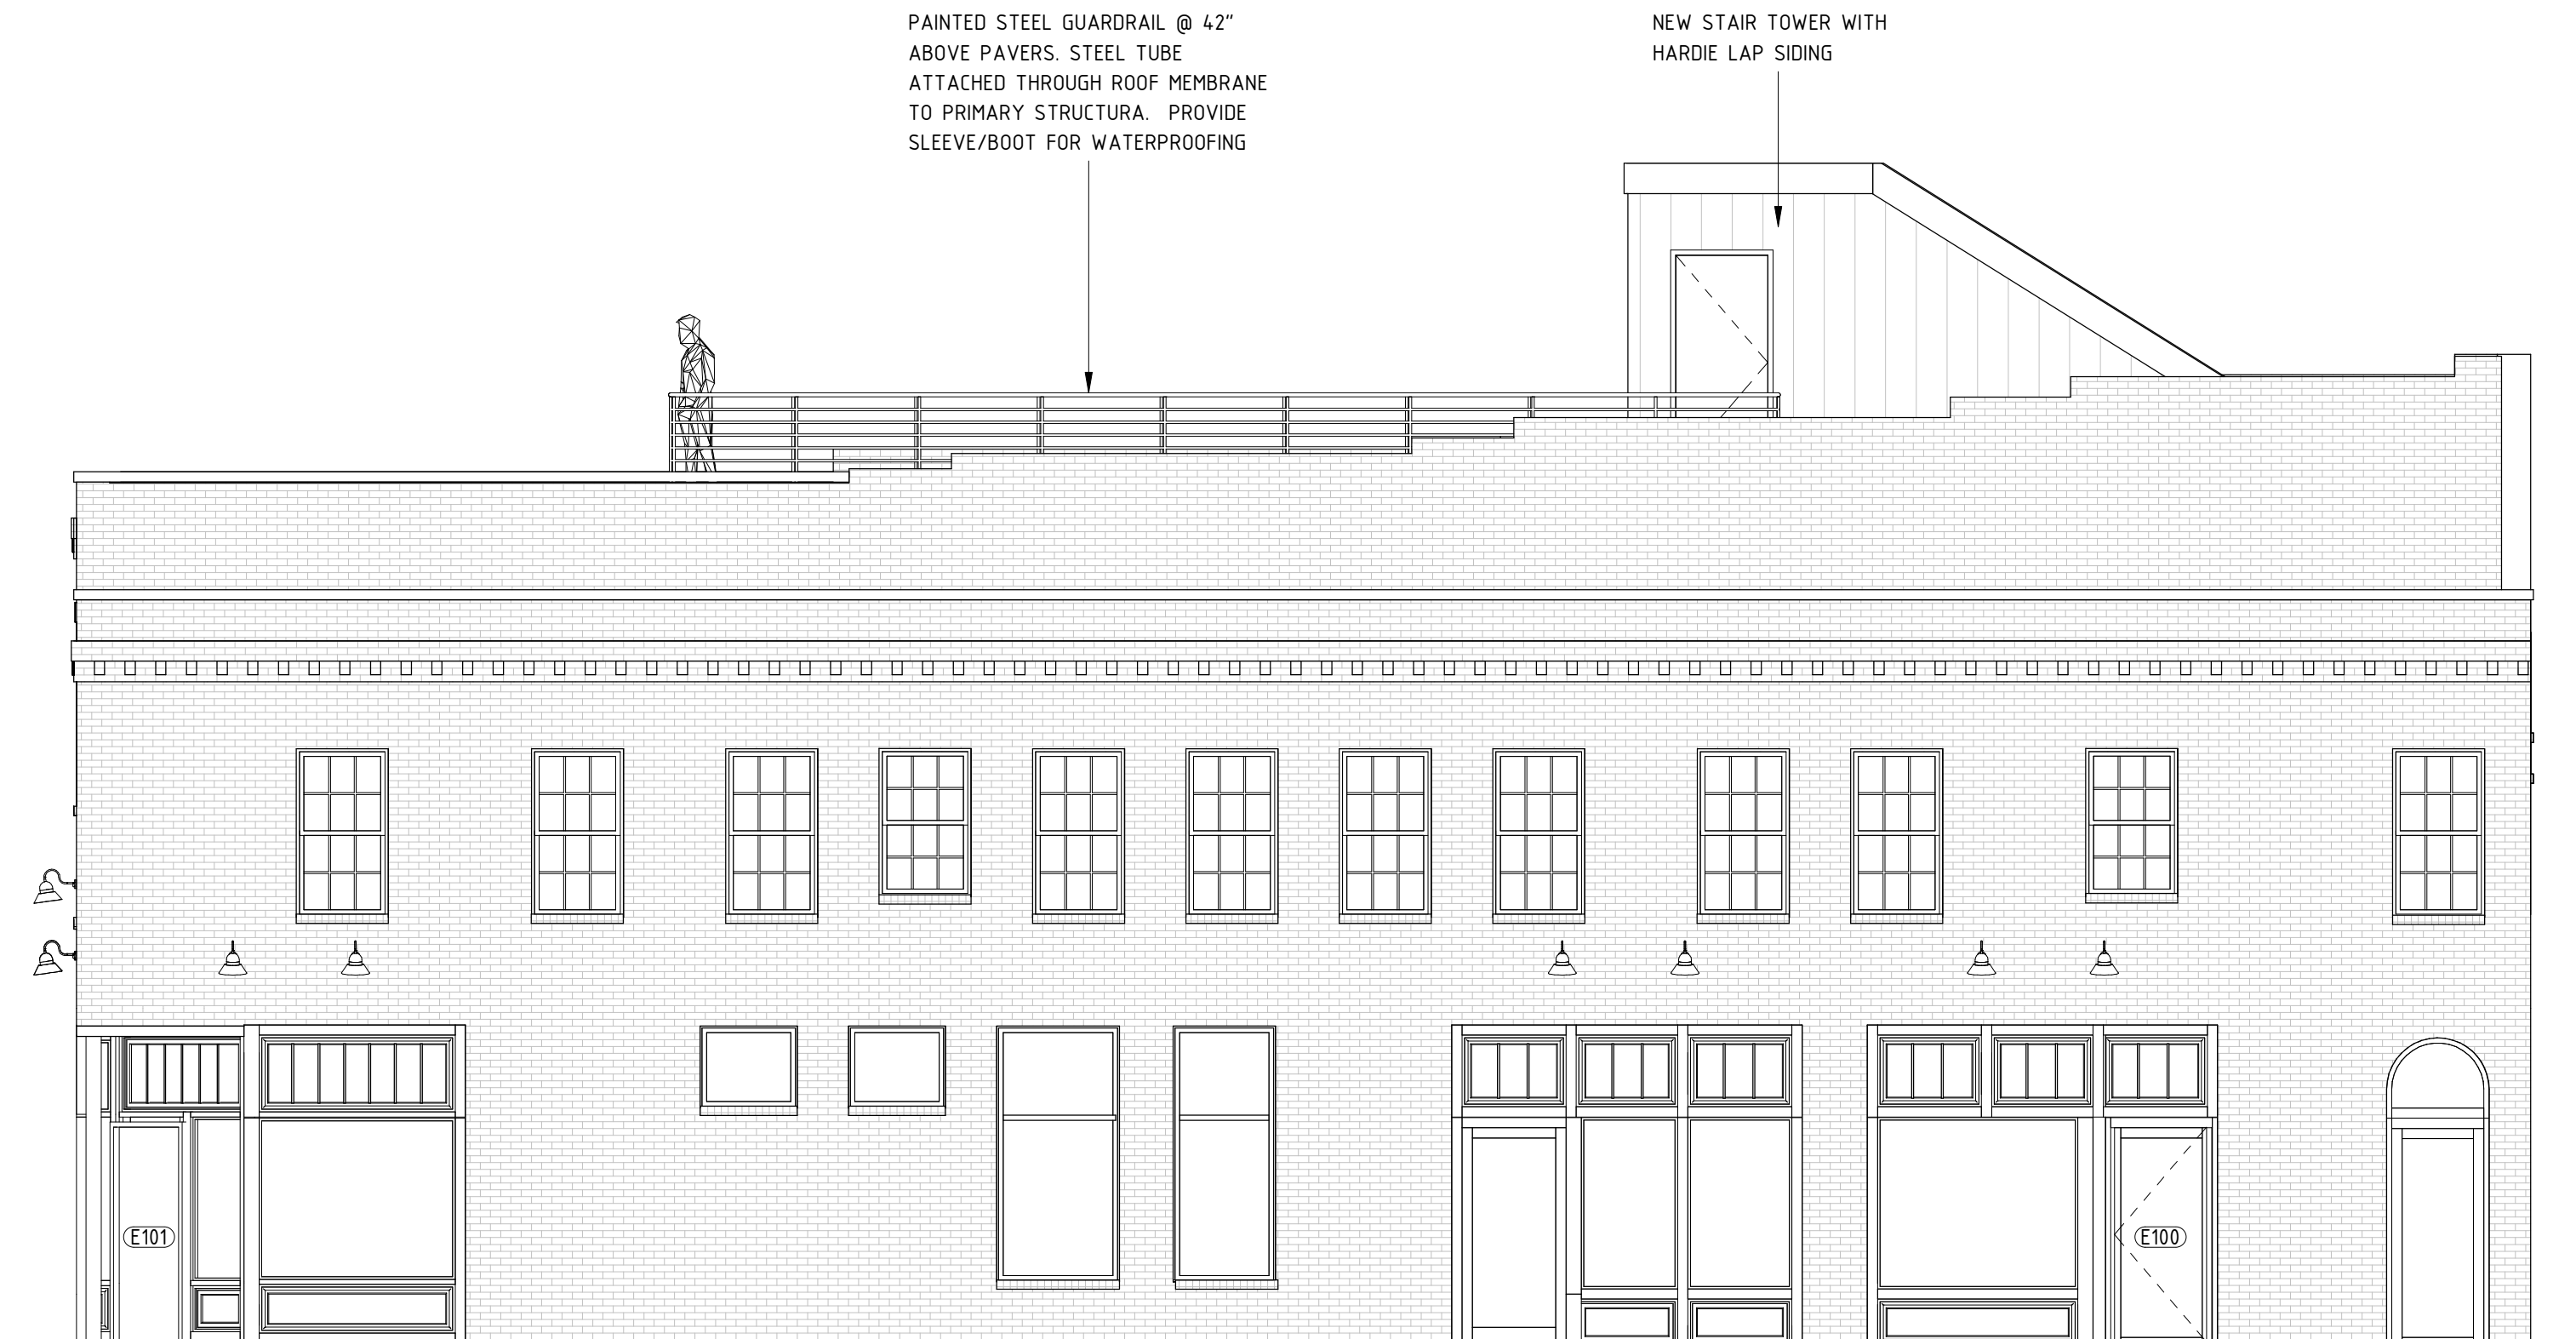 PAINTED STEEL GUARDRAIL @ 42"
ABOVE PAVERS. STEEL TUBE
ATTACHED THROUGH ROOF MEMBRANE
TO PRIMARY STRUCTURA.  PROVIDE
SLEEVE/BOOT FOR WATERPROOFING
NEW STAIR TOWER WITH
HARDIE LAP SIDING
E101
E100